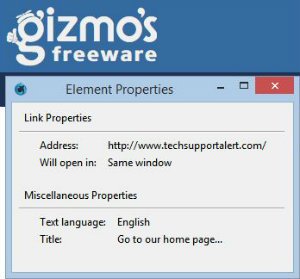 gizmo's
freeware
Element Properties
Link Properties
Address: http://www.techsupportalert.com/
Will open in: Same window
Miscellaneous Properties
Text language: English
Title: Go to our home page...